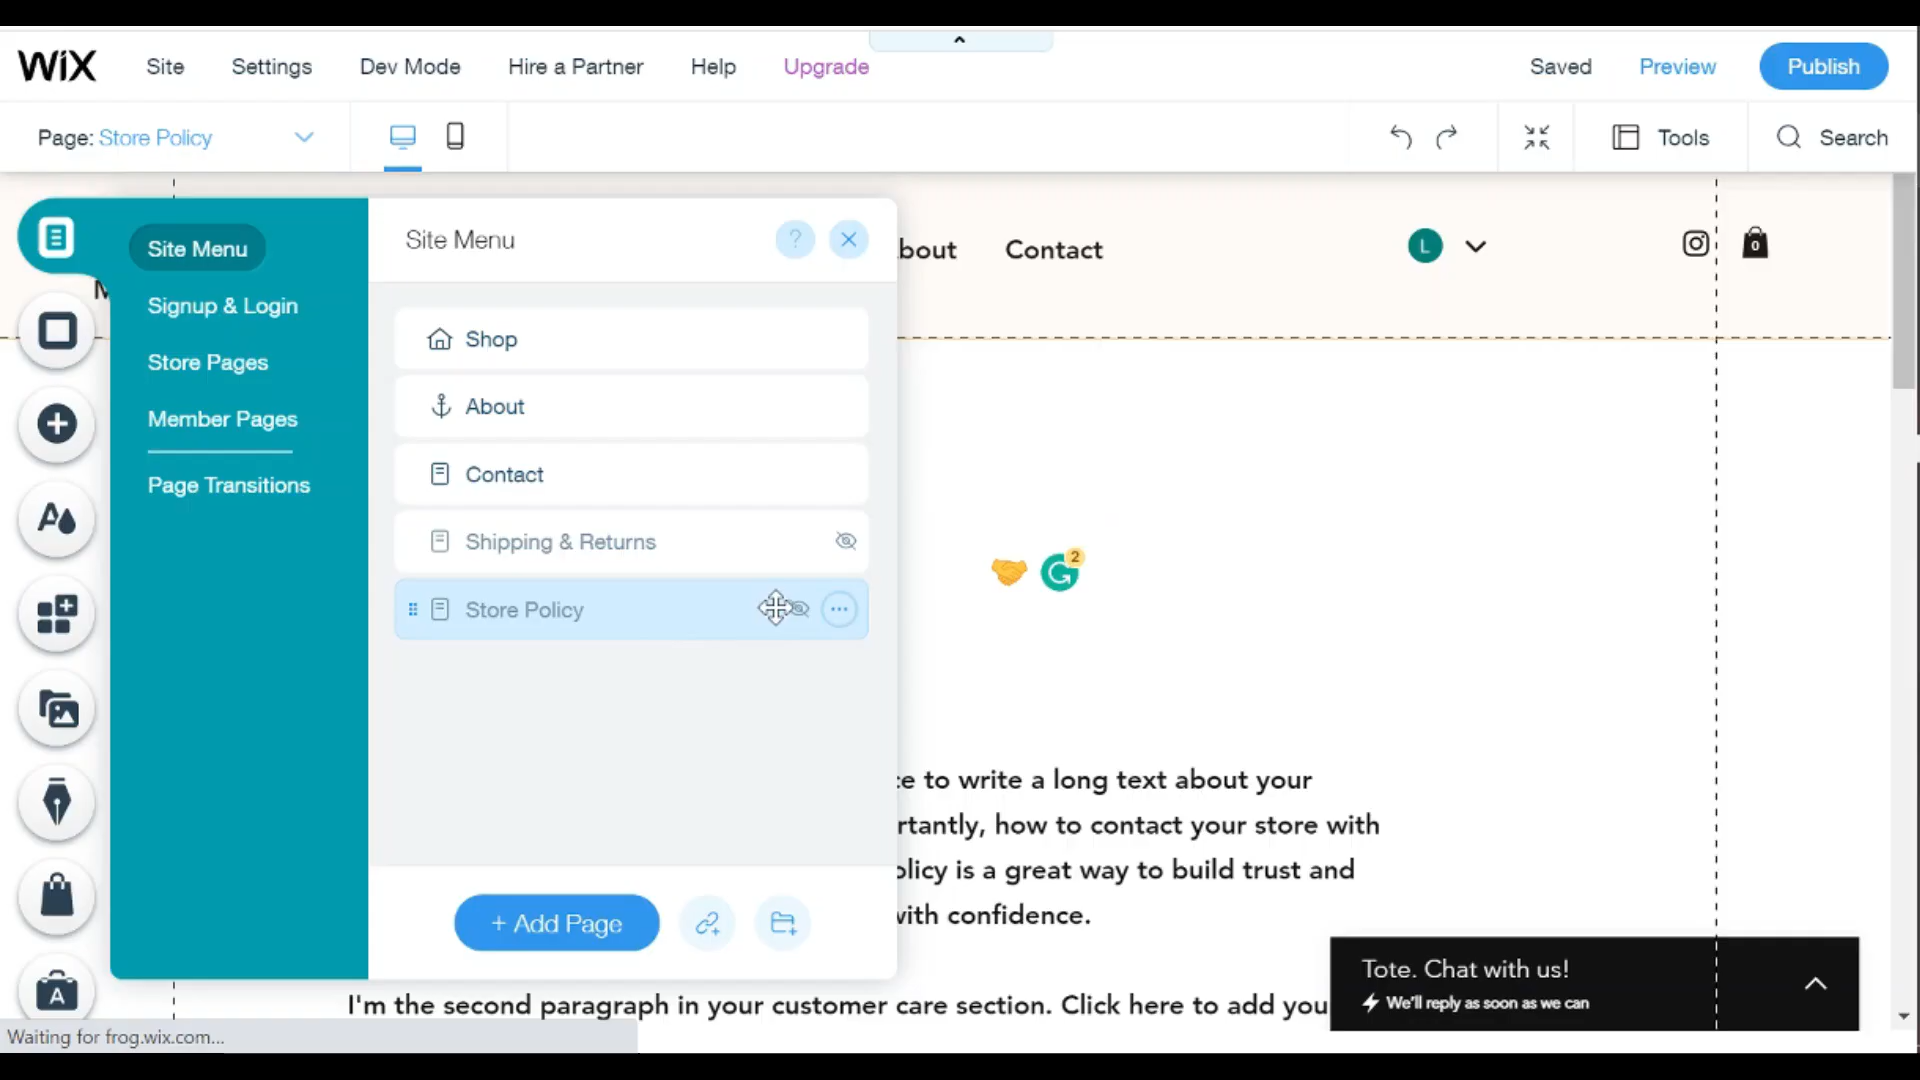 WiX Site Settings Dev Mode Hire a Partner Help Upgrade Saved Preview Publish
Page: Store Policy Tools Search
Site Menu
Signup & Login
Store Pages
Member Pages
Page Transitions
Site Menu ?
Shop
About
Contact
Shipping & Returns
Store Policy
+ Add Page
bout Contact L 0
M
2
ce to write a long text about your
rtantly, how to contact your store with
olicy is a great way to build trust and
with confidence.
I'm the second paragraph in your customer care section. Click here to add you
Tote. Chat with us!
We'll reply as soon as we can
A
A
Waiting for frog.wix.com...